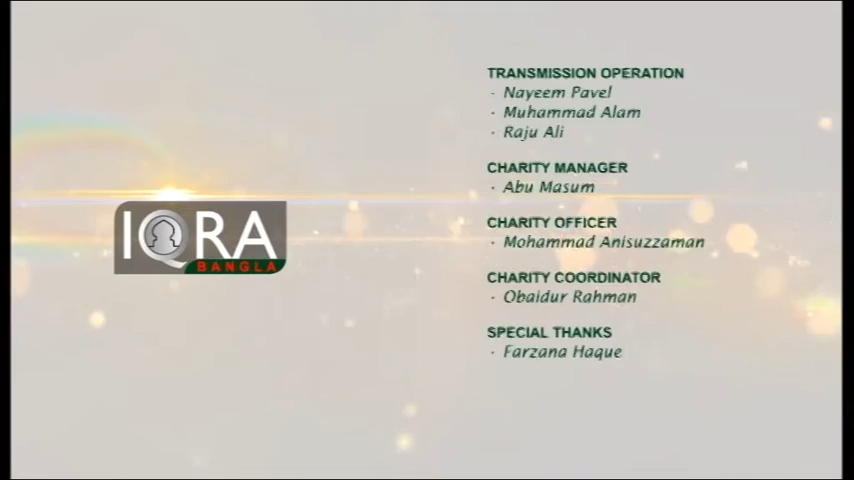 IQRA
BANGLA
TRANSMISSION OPERATION
- Nayeem Pavel
- Muhammad Alam
- Raju Ali
CHARITY MANAGER
- Abu Masum
CHARITY OFFICER
- Mohammad Anisuzzaman
CHARITY COORDINATOR
- Obaidur Rahman
SPECIAL THANKS
- Farzana Haque